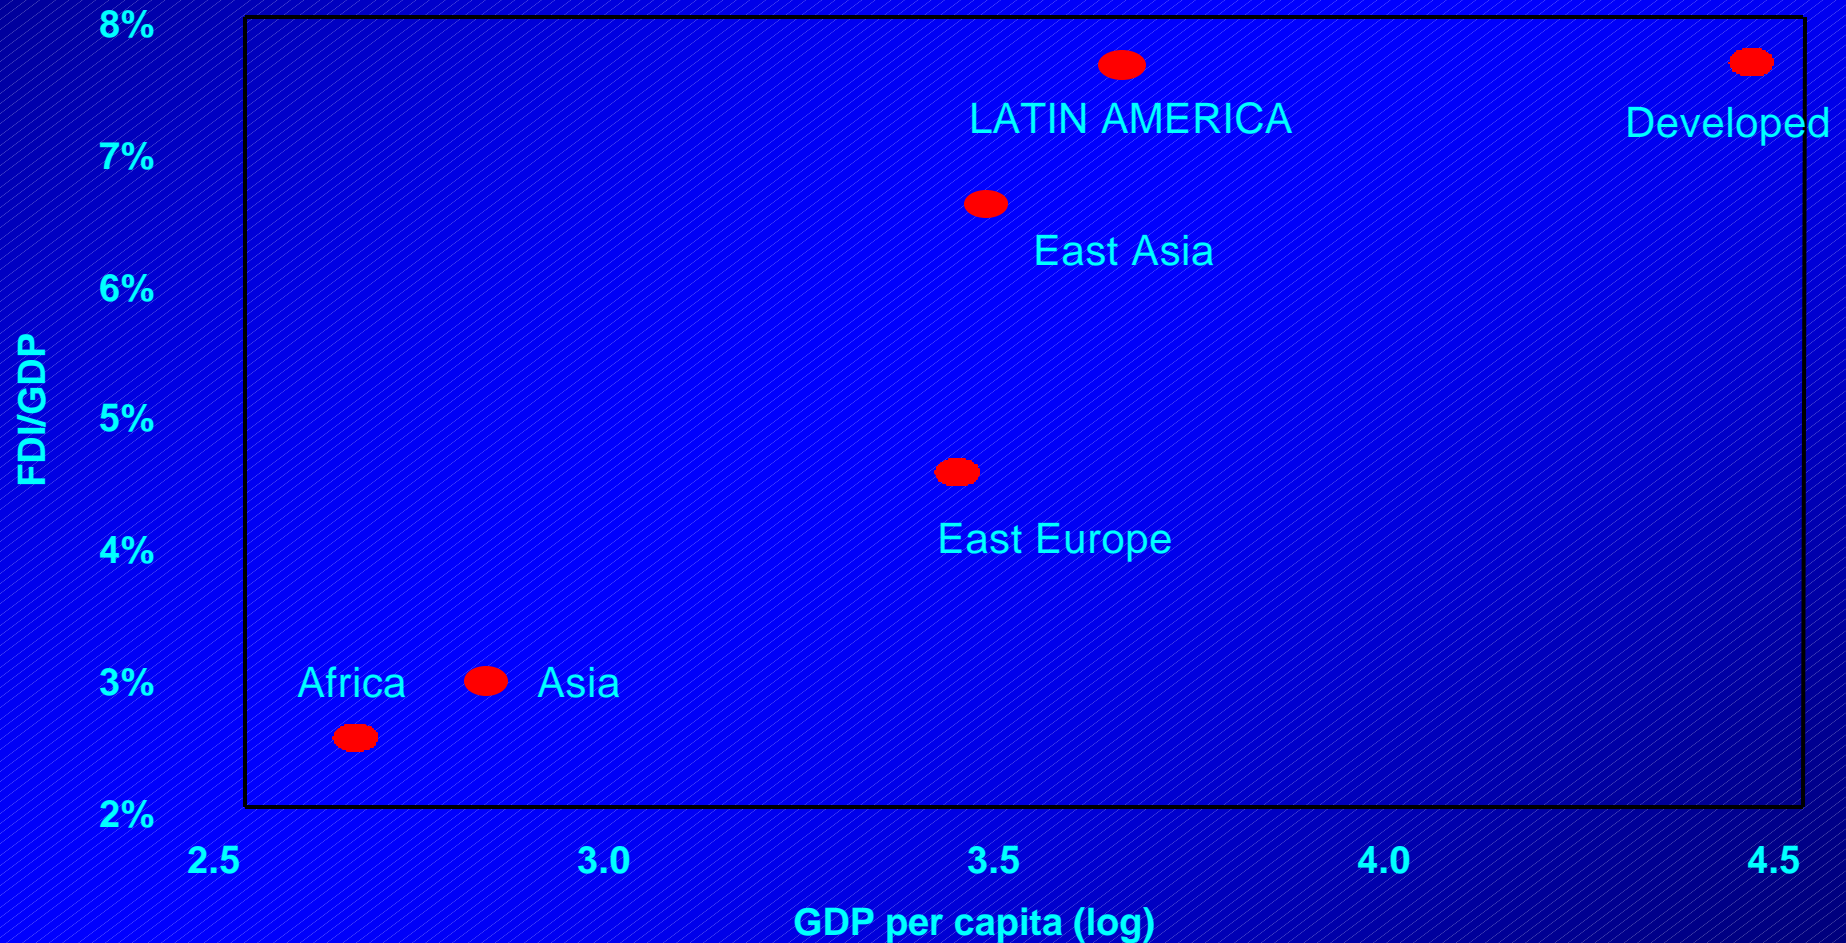 8%
LATIN AMERICA
Developed
7%
East Asia
6%
FDI/GDP
5%
East Europe
4%
Africa
Asia
3%
2%
2.5 3.0 3.5 4.0 4.5
GDP per capita (log)